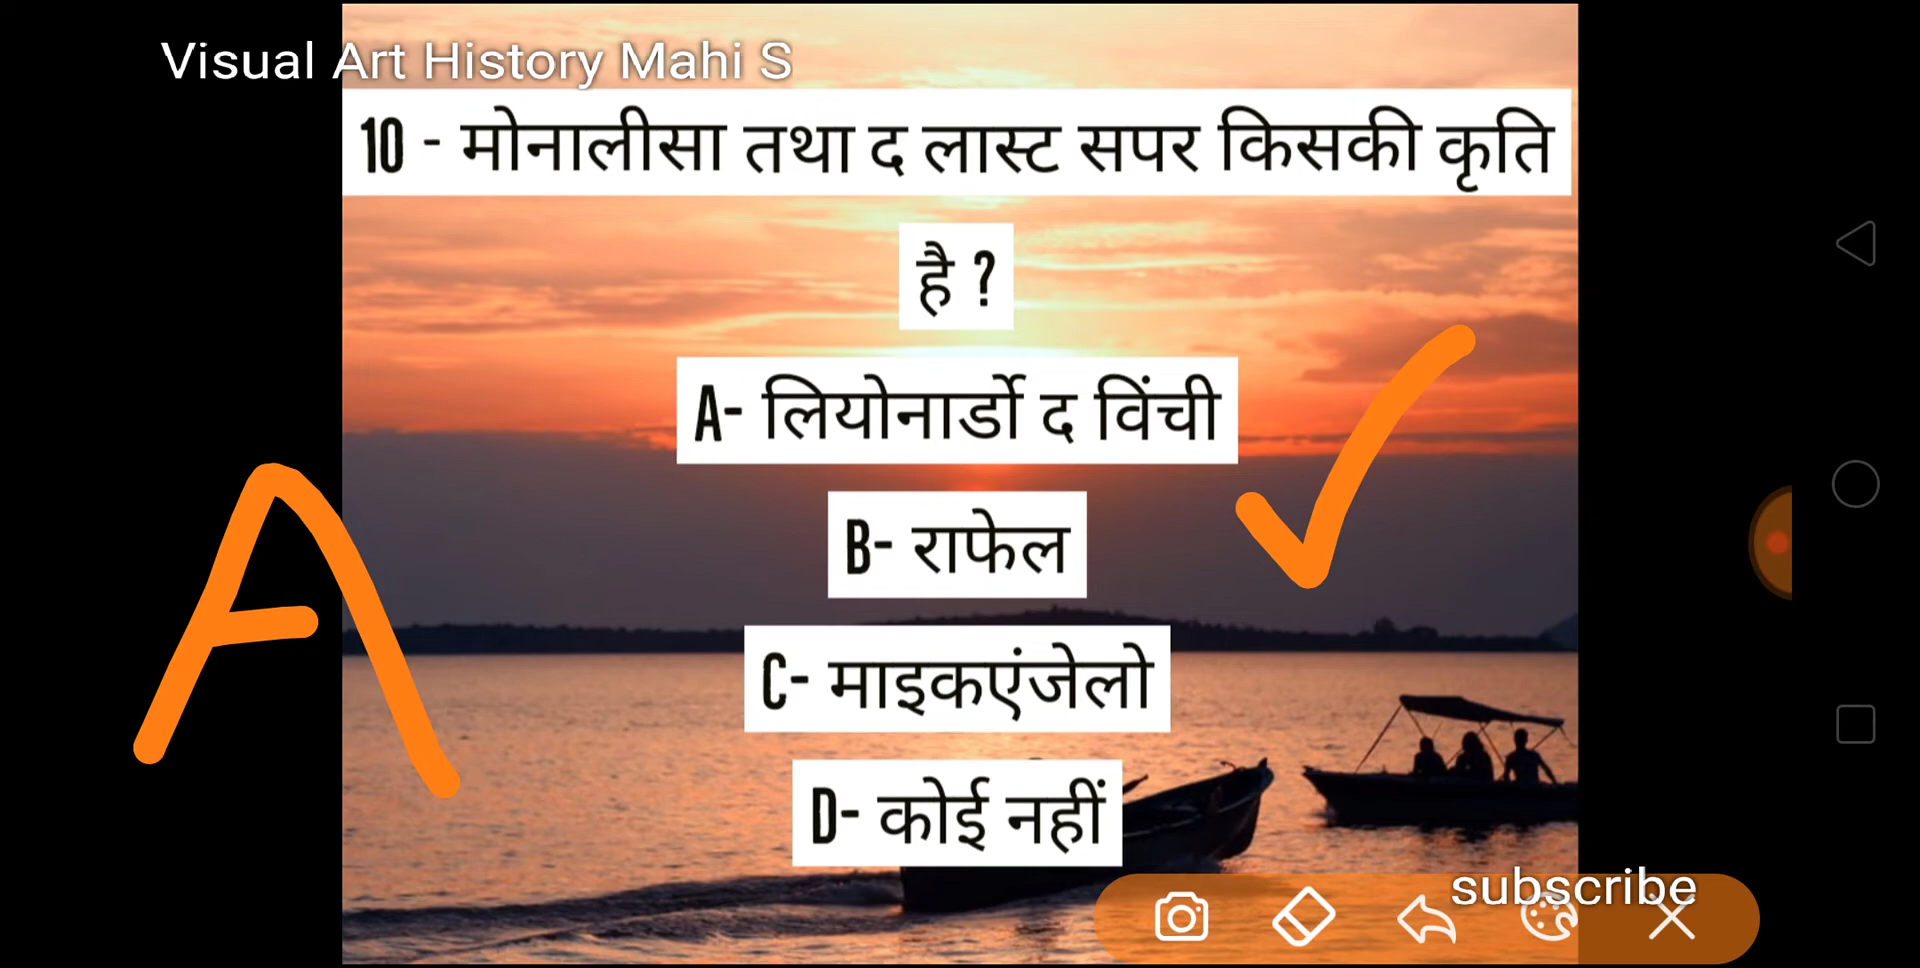 Visual Art History Mahi S
10 - मोनालीसा तथा द लास्ट सपर किसकी कृति
है ?
A- लियोनार्डो द विंची
B- राफेल
C- माइकएंजेलो
D- कोई नहीं
A
subscribe